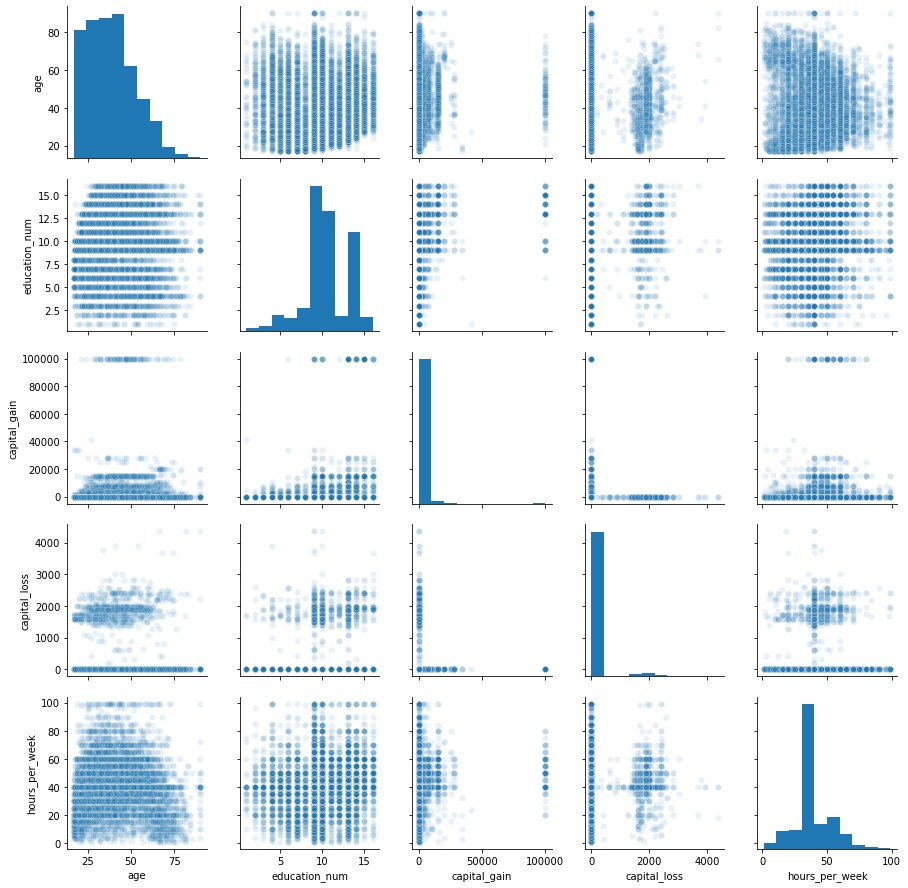 80
60
40
20
age
15.0
12.5
10.0
7.5
5.0
2.5
education_num
100000
80000
60000
40000
20000
0
capital_gain
4000
3000
2000
1000
0
capital_loss
100
80
60
40
20
0
hours_per_week
25 50 75
5 10 15
0 50000 100000
0 2000 4000
0 50 100
age education_num capital_gain capital_loss hours_per_week